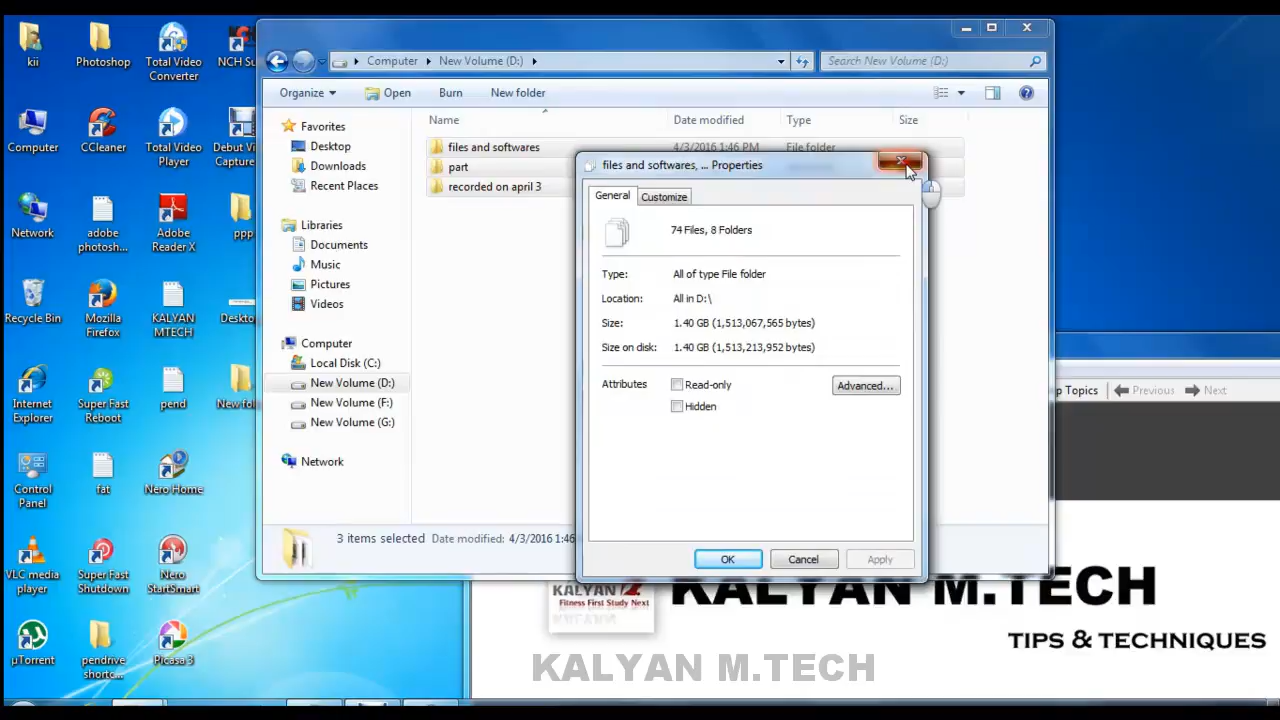 kii
Photoshop
Total Video
Converter
NCH Su
Computer
CCleaner
Total Video
Player
Debut Vi
Capture
Network
adobe
photosh...
Adobe
Reader X
ppp
Recycle Bin
Mozilla
Firefox
KALYAN
MTECH
Deskto
Internet
Explorer
Super Fast
Reboot
pend
New fol
Control
Panel
fat
Nero Home
VLC media
player
Super Fast
Shutdown
Nero
StartSmart
µTorrent
pendrive
shortc...
Picasa 3
Computer New Volume (D:)
Search New Volume (D:)
Organize Open Burn New folder
Name Date modified Type Size
Favorites
Desktop
Downloads
Recent Places
Libraries
Documents
Music
Pictures
Videos
Computer
Local Disk (C:)
New Volume (D:)
New Volume (F:)
New Volume (G:)
Network
files and softwares 4/3/2016 1:46 PM File folder
part
recorded on april 3
3 items selected Date modified: 4/3/2016 1:46
files and softwares, ... Properties
General Customize
74 Files, 8 Folders
Type: All of type File folder
Location: All in D:\
Size: 1.40 GB (1,513,067,565 bytes)
Size on disk: 1.40 GB (1,513,213,952 bytes)
Attributes Read-only Advanced...
Hidden
OK Cancel Apply
p Topics Previous Next
KALYAN
Fitness First Study Next
KALYAN M.TECH
TIPS & TECHNIQUES
KALYAN M.TECH